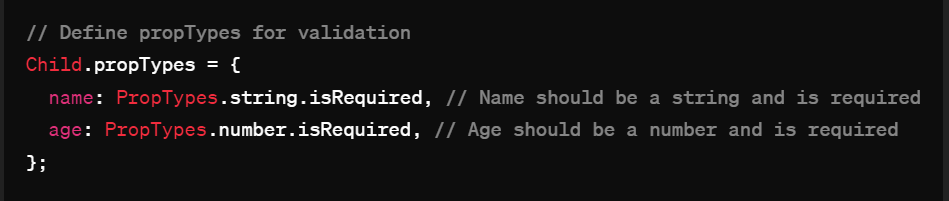 // Define propTypes for validation
Child.propTypes = {
  name: PropTypes.string.isRequired, // Name should be a string and is required
  age: PropTypes.number.isRequired, // Age should be a number and is required
};